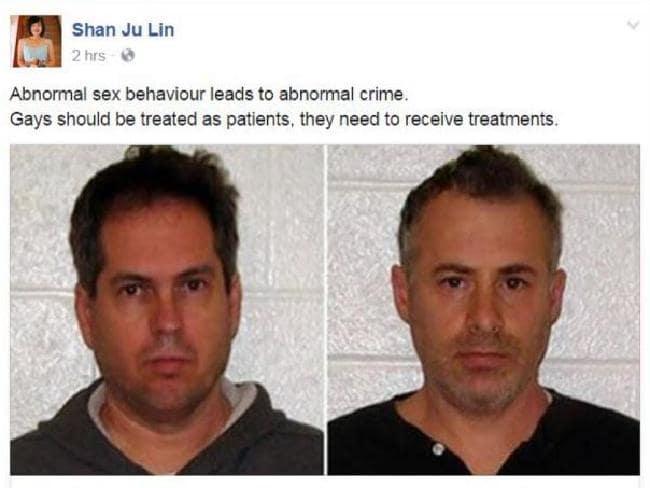 Shan Ju Lin
2 hrs
Abnormal sex behaviour leads to abnormal crime.
Gays should be treated as patients, they need to receive treatments.